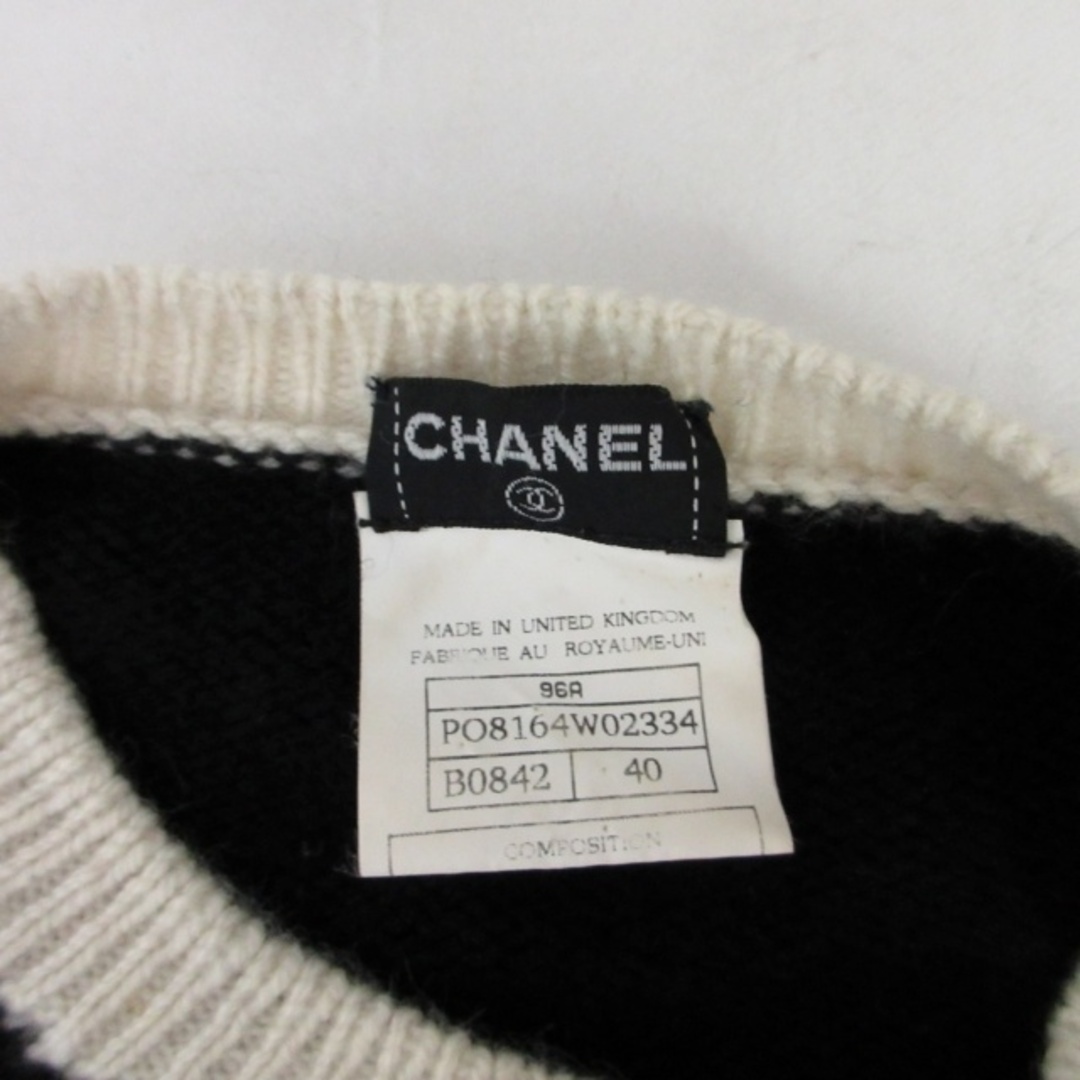 CHANEL
MADE IN UNITED KINGDOM
FABRIQUE AU ROYAUME-UNI
96A
PO8164W02334
B0842 40
COMPOSITION